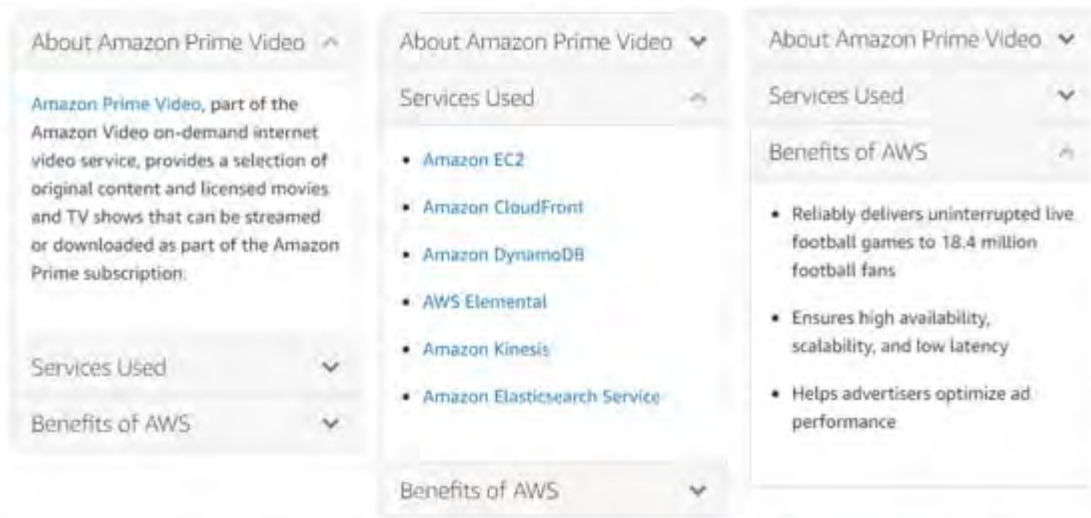 About Amazon Prime Video
Amazon Prime Video, part of the
Amazon Video on-demand internet
video service, provides a selection of
original content and licensed movies
and TV shows that can be streamed
or downloaded as part of the Amazon
Prime subscription.
Services Used
Benefits of AWS
About Amazon Prime Video
Services Used
• Amazon EC2
• Amazon CloudFront
• Amazon DynamoDB
• AWS Elemental
• Amazon Kinesis
• Amazon Elasticsearch Service
Benefits of AWS
About Amazon Prime Video
Services Used
Benefits of AWS
• Reliably delivers uninterrupted live
football games to 18.4 million
football fans
• Ensures high availability,
scalability, and low latency
• Helps advertisers optimize ad
performance